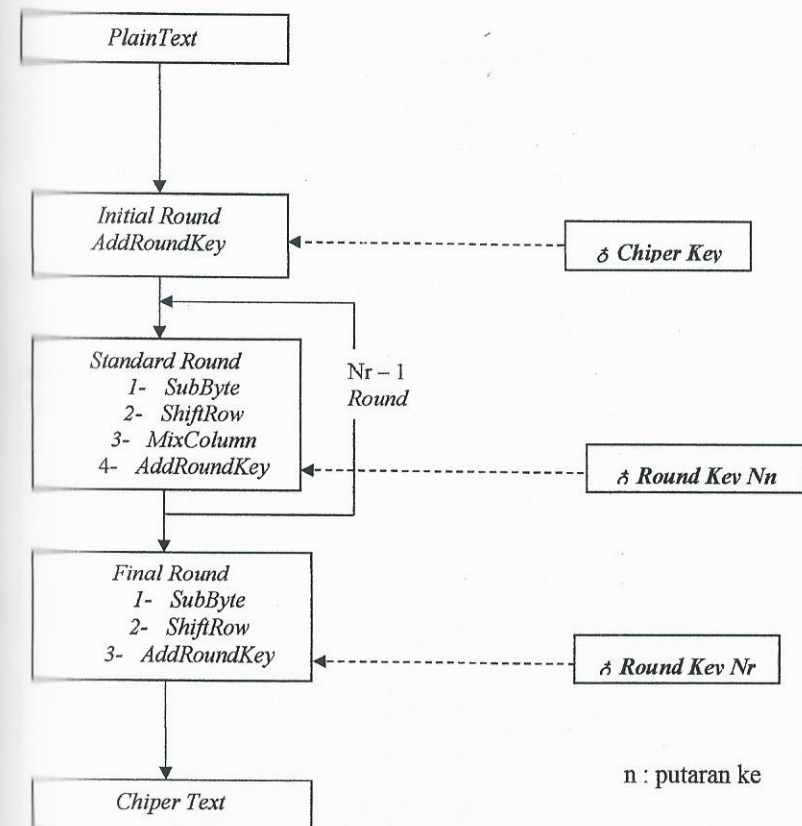 PlainText
Initial Round
AddRoundKey
Chiper Key
Standard Round
1- SubByte
2- ShiftRow
3- MixColumn
4- AddRoundKey
Nr – 1
Round
Round Key Nn
Final Round
1- SubByte
2- ShiftRow
3- AddRoundKey
Round Key Nr
n : putaran ke
Chiper Text